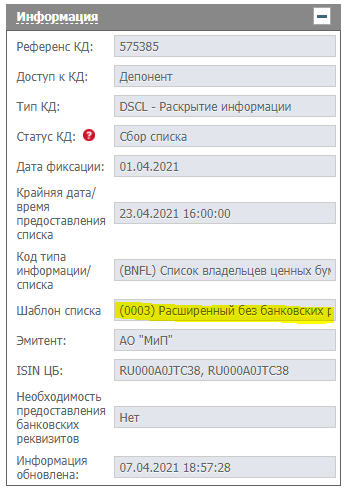 Информация
Референс КД: 575385
Доступ к КД: Депонент
Тип КД: DSCL - Раскрытие информации
Статус КД: ? Сбор списка
Дата фиксации: 01.04.2021
Крайняя дата/
время
предоставления
списка
23.04.2021 16:00:00
Код типа
информации/
списка
(BNFL) Список владельцев ценных бум
Шаблон списка (0003) Расширенный без банковских р
Эмитент: АО "МиП"
ISIN ЦБ: RU000A0JTC38, RU000A0JTC38
Необходимость
предоставления
банковских
реквизитов
Нет
Информация
обновлена:
07.04.2021 18:57:28